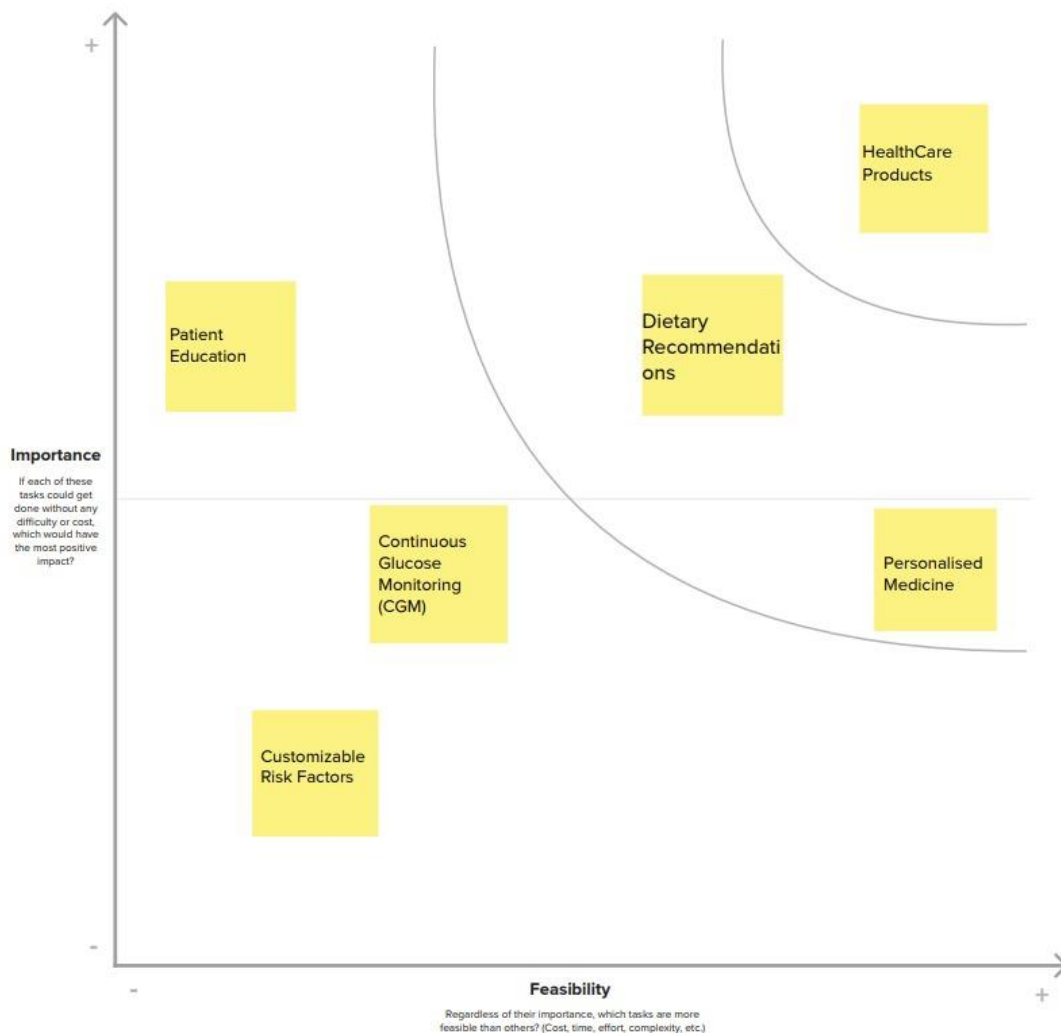 +
HealthCare
Products
Patient
Education
Dietary
Recommendati
ons
Importance
If each of these
tasks could get
done without any
difficulty or cost,
which would have
the most positive
impact?
Continuous
Glucose
Monitoring
(CGM)
Personalised
Medicine
Customizable
Risk Factors
-
-
Feasibility
+
Regardless of their importance, which tasks are more
feasible than others? (Cost, time, effort, complexity, etc.)